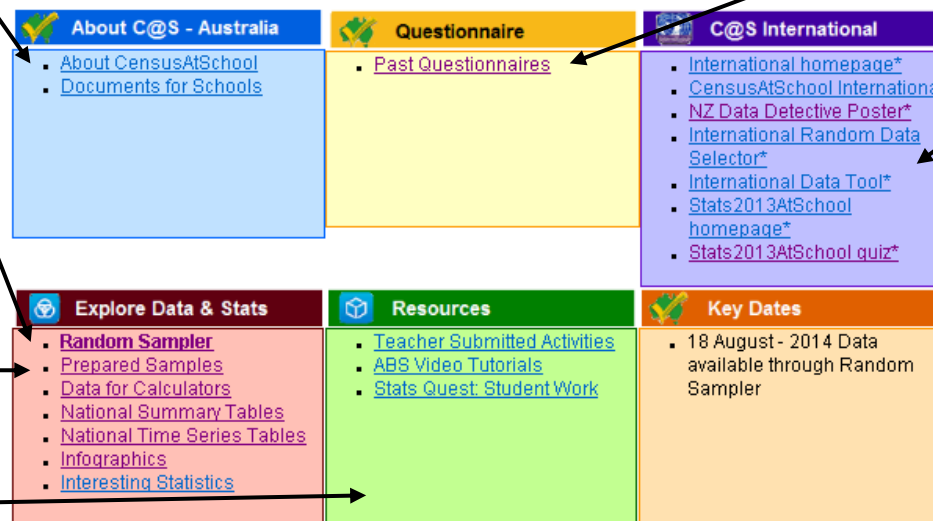 About C@S - Australia
About CensusAtSchool
Documents for Schools
Questionnaire
Past Questionnaires
C@S International
International homepage*
CensusAtSchool Internationa
NZ Data Detective Poster*
International Random Data
Selector*
International Data Tool*
Stats2013AtSchool
homepage*
Stats2013AtSchool quiz*
Explore Data & Stats
Random Sampler
Prepared Samples
Data for Calculators
National Summary Tables
National Time Series Tables
Infographics
Interesting Statistics
Resources
Teacher Submitted Activities
ABS Video Tutorials
Stats Quest: Student Work
Key Dates
18 August - 2014 Data
available through Random
Sampler